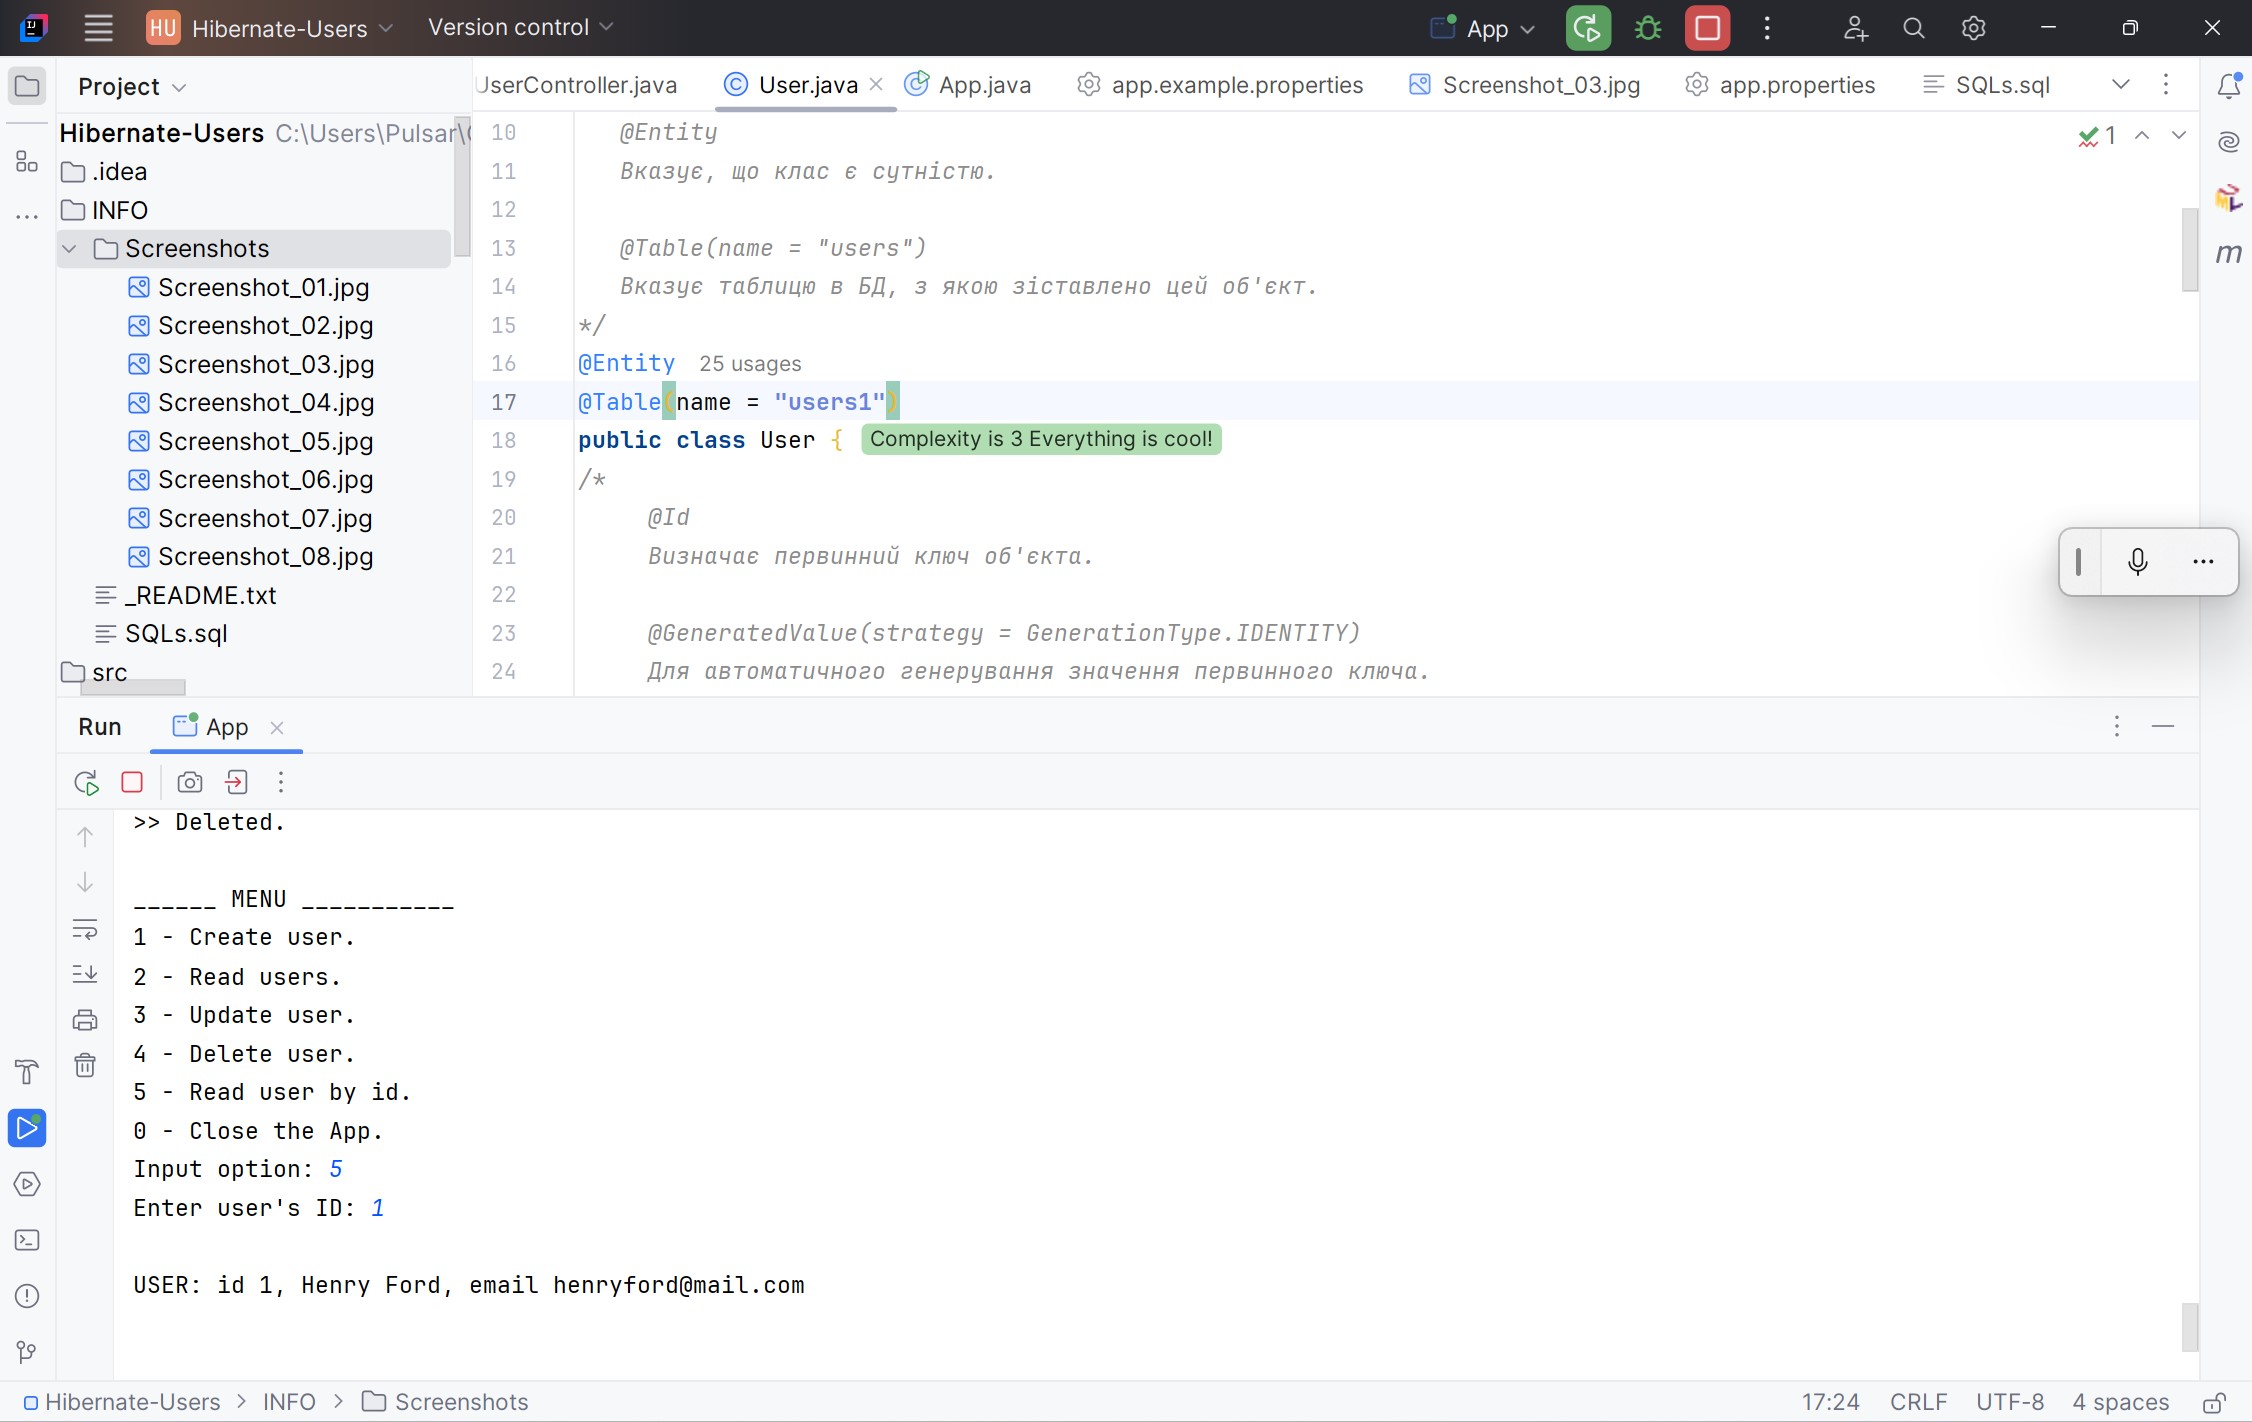 HU Hibernate-Users Version control App
Project
UserController.java User.java App.java app.example.properties Screenshot_03.jpg app.properties SQLs.sql
Hibernate-Users C:\Users\Pulsar\
.idea
INFO
Screenshots
Screenshot_01.jpg
Screenshot_02.jpg
Screenshot_03.jpg
Screenshot_04.jpg
Screenshot_05.jpg
Screenshot_06.jpg
Screenshot_07.jpg
Screenshot_08.jpg
_README.txt
SQLs.sql
src
10 @Entity
11 Вказує, що клас є сутністю.
12
13 @Table(name = "users")
14 Вказує таблицю в БД, з якою зіставлено цей об'єкт.
15 */
16 @Entity 25 usages
17 @Table(name = "users1")
18 public class User { Complexity is 3 Everything is cool!
19 /*
20 @Id
21 Визначає первинний ключ об'єкта.
22
23 @GeneratedValue(strategy = GenerationType.IDENTITY)
24 Для автоматичного генерування значення первинного ключа.
1
Run App
>> Deleted.
______ MENU ___________
1 - Create user.
2 - Read users.
3 - Update user.
4 - Delete user.
5 - Read user by id.
0 - Close the App.
Input option: 5
Enter user's ID: 1
USER: id 1, Henry Ford, email henryford@mail.com
Hibernate-Users > INFO > Screenshots
17:24 CRLF UTF-8 4 spaces